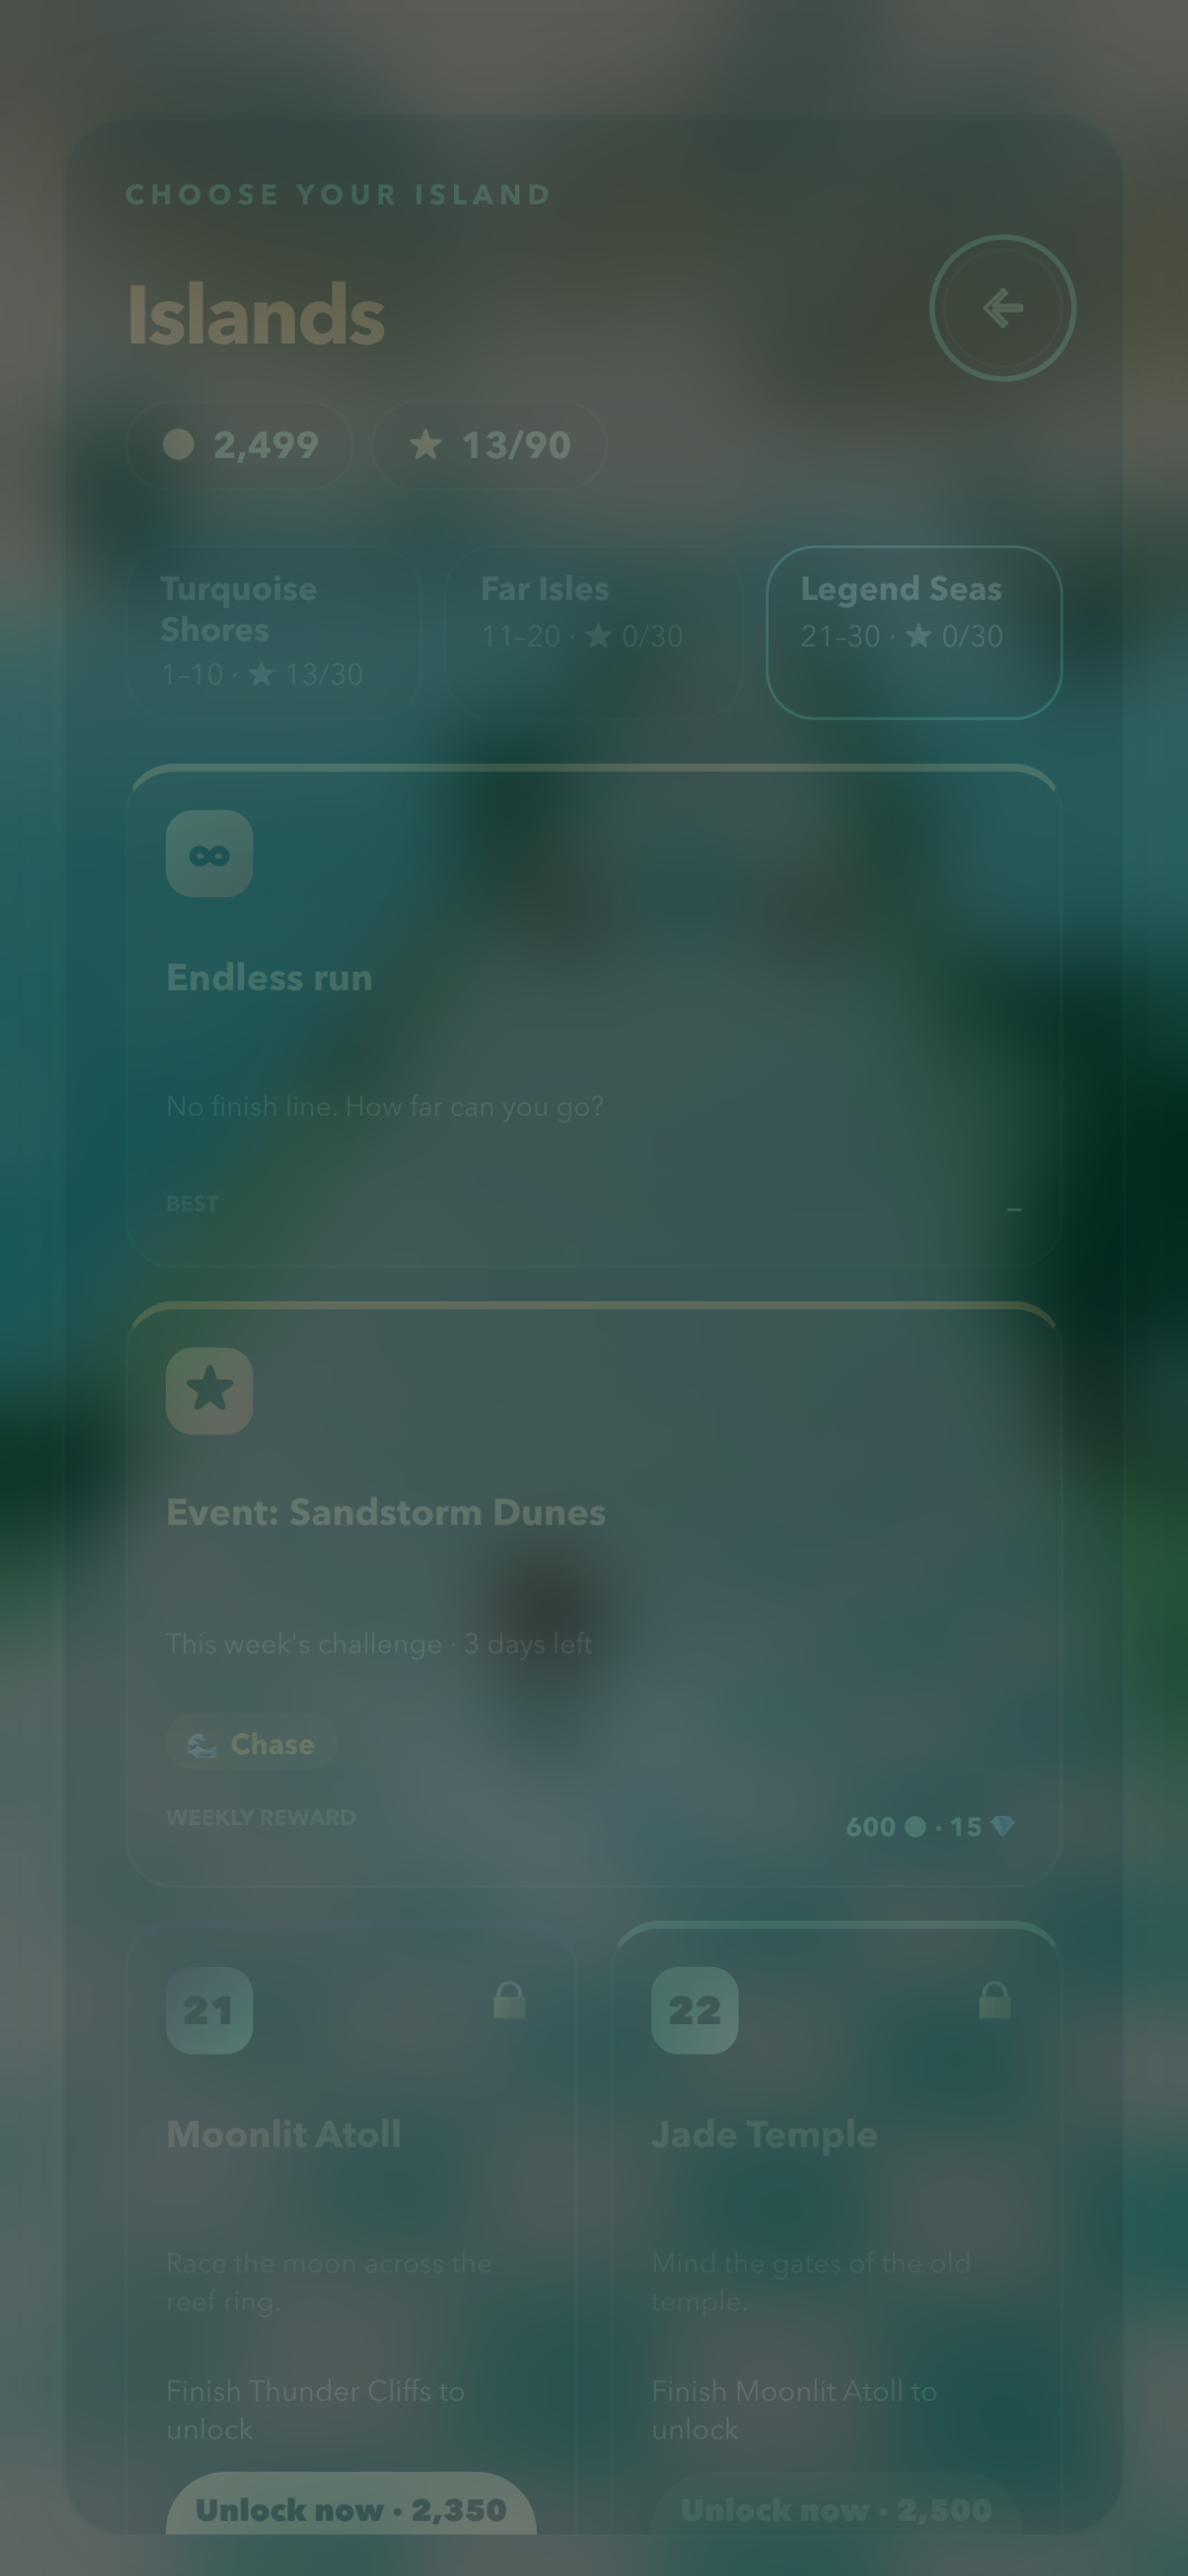 CHOOSE YOUR ISLAND
Islands
2,499 ★ 13/90
Turquoise Shores
1–10 · ★ 13/30
Far Isles
11–20 · ★ 0/30
Legend Seas
21–30 · ★ 0/30
∞
Endless run
No finish line. How far can you go?
BEST –
Event: Sandstorm Dunes
This week's challenge · 3 days left
🌊 Chase
WEEKLY REWARD 600 ● · 15 💎
21
Moonlit Atoll
Race the moon across the
reef ring.
Finish Thunder Cliffs to
unlock
Unlock now · 2,350
22
Jade Temple
Mind the gates of the old
temple.
Finish Moonlit Atoll to
unlock
Unlock now · 2,500